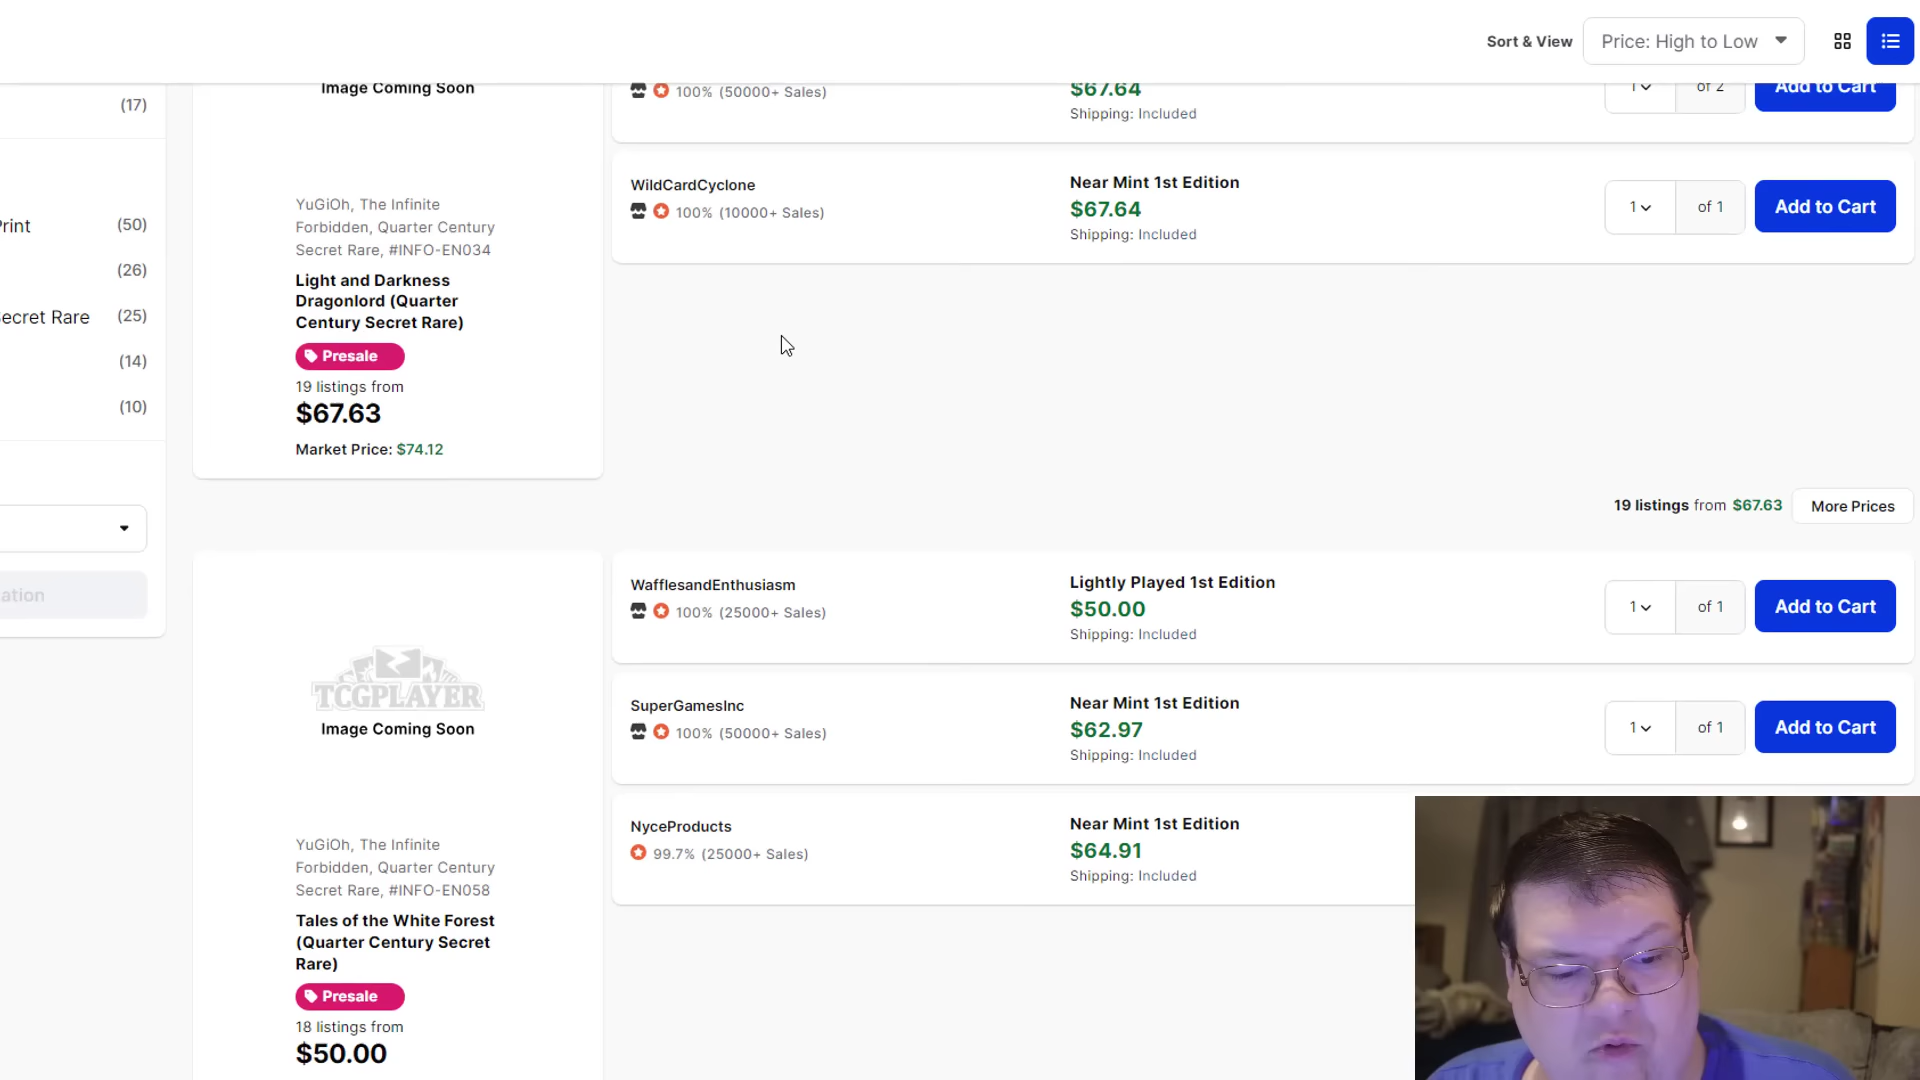 Sort & View
Price: High to Low
(17)
Print
(50)
(26)
Secret Rare
(25)
(14)
(10)
ation
Image Coming Soon
YuGiOh, The Infinite
Forbidden, Quarter Century
Secret Rare, #INFO-EN034
Light and Darkness
Dragonlord (Quarter
Century Secret Rare)
Presale
19 listings from
$67.63
Market Price: $74.12
100% (50000+ Sales)
$67.64
Shipping: Included
1
of 2
Add to Cart
WildCardCyclone
100% (10000+ Sales)
Near Mint 1st Edition
$67.64
Shipping: Included
1
of 1
Add to Cart
19 listings from $67.63
More Prices
TCGPLAYER
Image Coming Soon
YuGiOh, The Infinite
Forbidden, Quarter Century
Secret Rare, #INFO-EN058
Tales of the White Forest
(Quarter Century Secret
Rare)
Presale
18 listings from
$50.00
WafflesandEnthusiasm
100% (25000+ Sales)
Lightly Played 1st Edition
$50.00
Shipping: Included
1
of 1
Add to Cart
SuperGamesInc
100% (50000+ Sales)
Near Mint 1st Edition
$62.97
Shipping: Included
1
of 1
Add to Cart
NyceProducts
99.7% (25000+ Sales)
Near Mint 1st Edition
$64.91
Shipping: Included